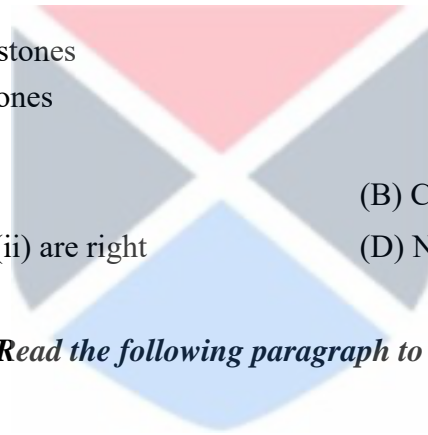 stones
ones
(B) C
(ii) are right (D) N
Read the following paragraph to